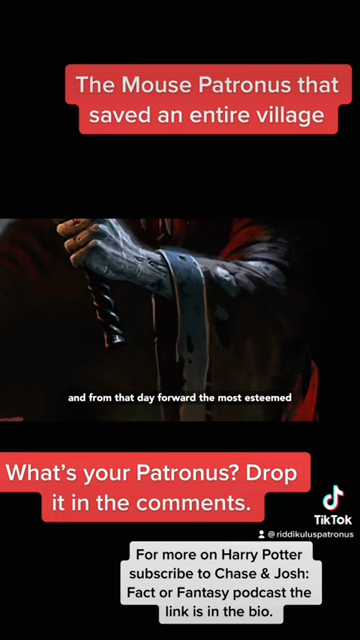 The Mouse Patronus that
saved an entire village
and from that day forward the most esteemed
What's your Patronus? Drop
it in the comments.
TikTok
@riddikuluspatronus
For more on Harry Potter
subscribe to Chase & Josh:
Fact or Fantasy podcast the
link is in the bio.